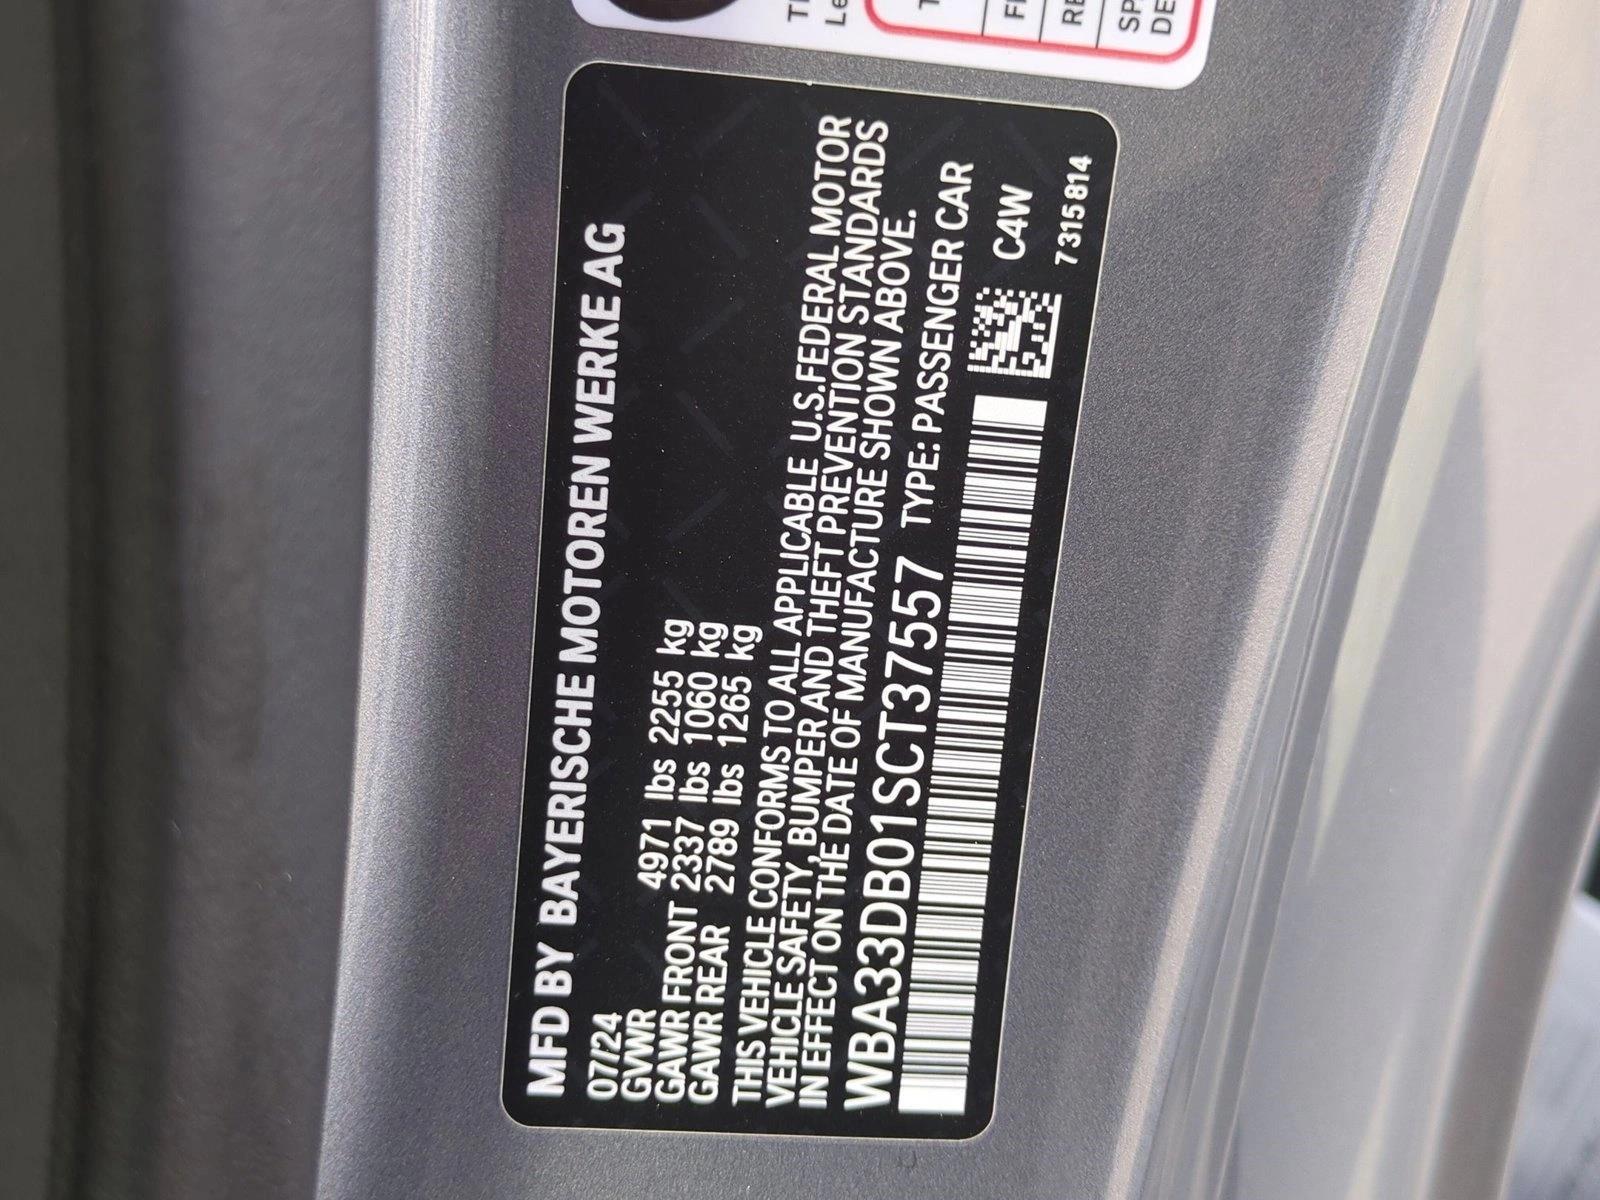 MFD BY BAYERISCHE MOTOREN WERKE AG
07/24
GVWR 4971 lbs 2255 kg
GAWR FRONT 2337 lbs 1060 kg
GAWR REAR 2789 lbs 1265 kg
THIS VEHICLE CONFORMS TO ALL APPLICABLE U.S.FEDERAL MOTOR
VEHICLE SAFETY, BUMPER AND THEFT PREVENTION STANDARDS
IN EFFECT ON THE DATE OF MANUFACTURE SHOWN ABOVE.
WBA33DB01SCT37557 TYPE: PASSENGER CAR
C4W
7315814